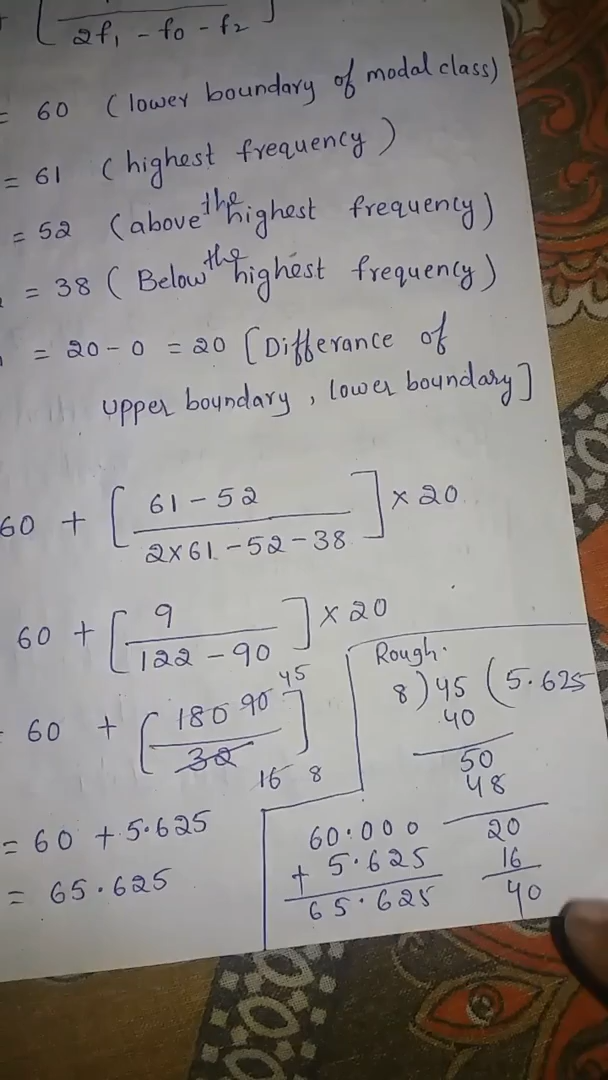 2f₁ - f₀ - f₂
= 60 (lower boundary of modal class)
= 61 (highest frequency)
= 52 (above the highest frequency)
= 38 (Below the highest frequency)
= 20 - 0 = 20 [Differance of
upper boundary, lower boundary]
60 + [ 61 - 52 ] × 20
2×61 - 52 - 38
60 + [ 9 ] × 20
122 - 90
= 60 + [ 180 90 45 ]
32 16 8
= 60 + 5.625
= 65.625
Rough.
8 ) 45 ( 5.625
40
50
48
20
16
40
60.000
+ 5.625
65.625